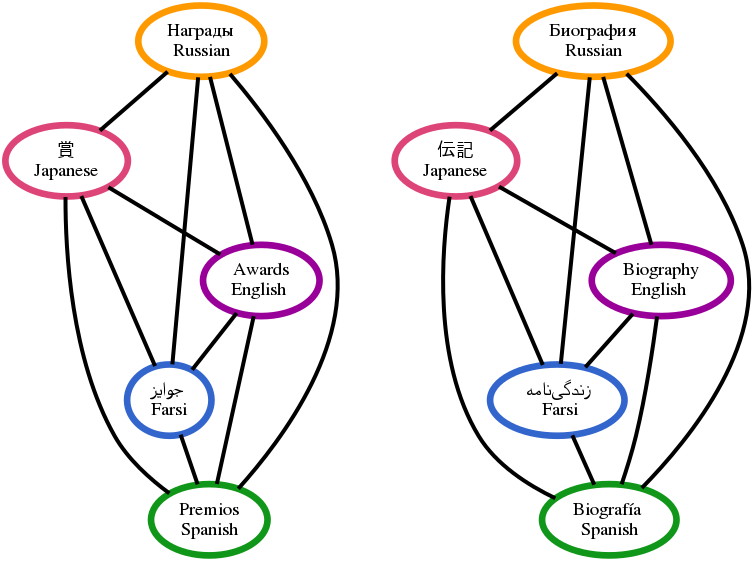 Награды
Russian
賞
Japanese
Awards
English
جوایز
Farsi
Premios
Spanish
Биография
Russian
伝記
Japanese
Biography
English
زندگی‌نامه
Farsi
Biografía
Spanish